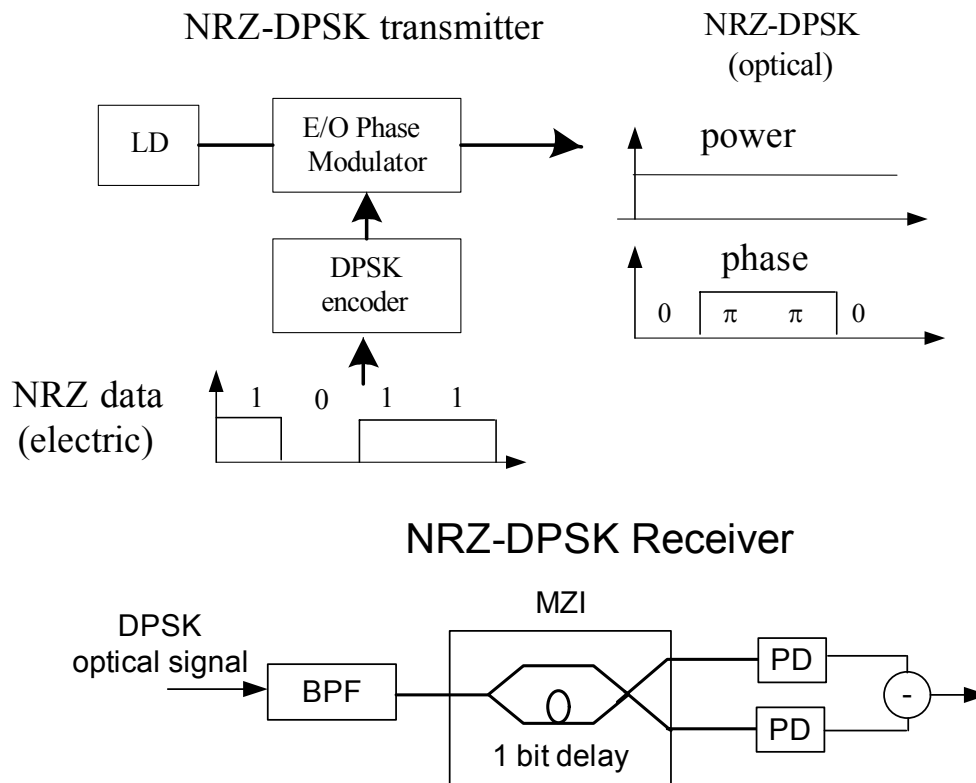 NRZ-DPSK transmitter
NRZ-DPSK
(optical)
LD
E/O Phase
Modulator
power
DPSK
encoder
phase
0 π π 0
NRZ data
(electric)
1 0 1 1
NRZ-DPSK Receiver
MZI
DPSK
optical signal
BPF
PD
-
PD
1 bit delay